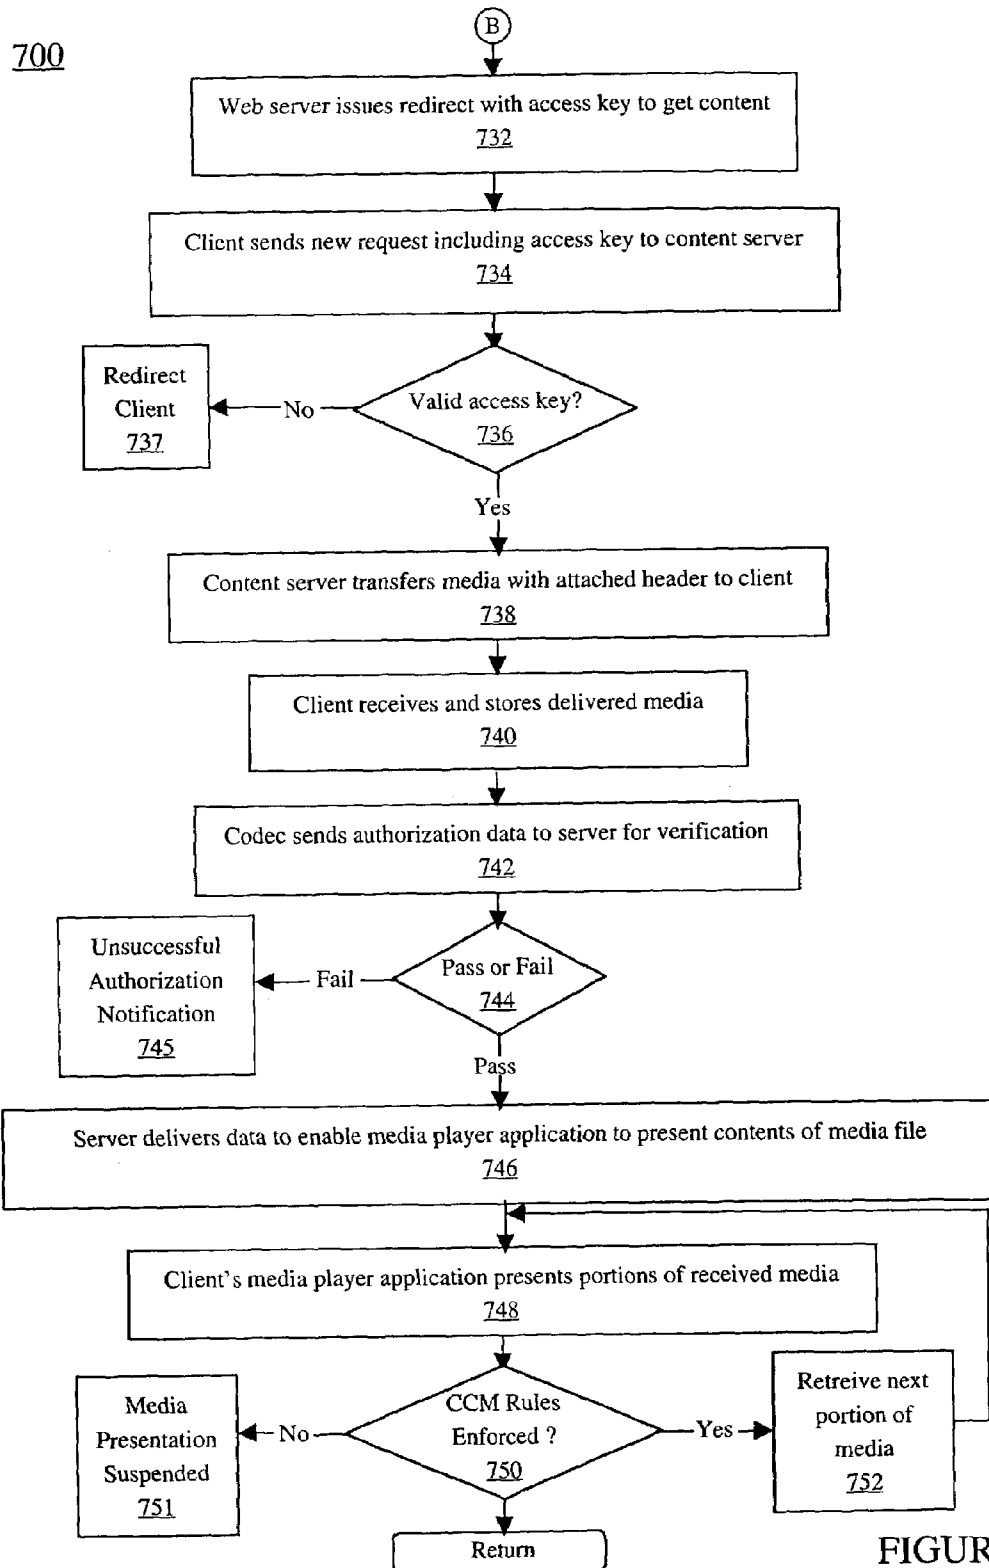 B
700
Web server issues redirect with access key to get content
732
Client sends new request including access key to content server
734
Redirect
Client
737
No
Valid access key?
736
Yes
Content server transfers media with attached header to client
738
Client receives and stores delivered media
740
Codec sends authorization data to server for verification
742
Unsuccessful
Authorization
Notification
745
Fail
Pass or Fail
744
Pass
Server delivers data to enable media player application to present contents of media file
746
Client's media player application presents portions of received media
748
Media
Presentation
Suspended
751
No
CCM Rules
Enforced ?
750
Yes
Retreive next
portion of
media
752
Return
FIGUR